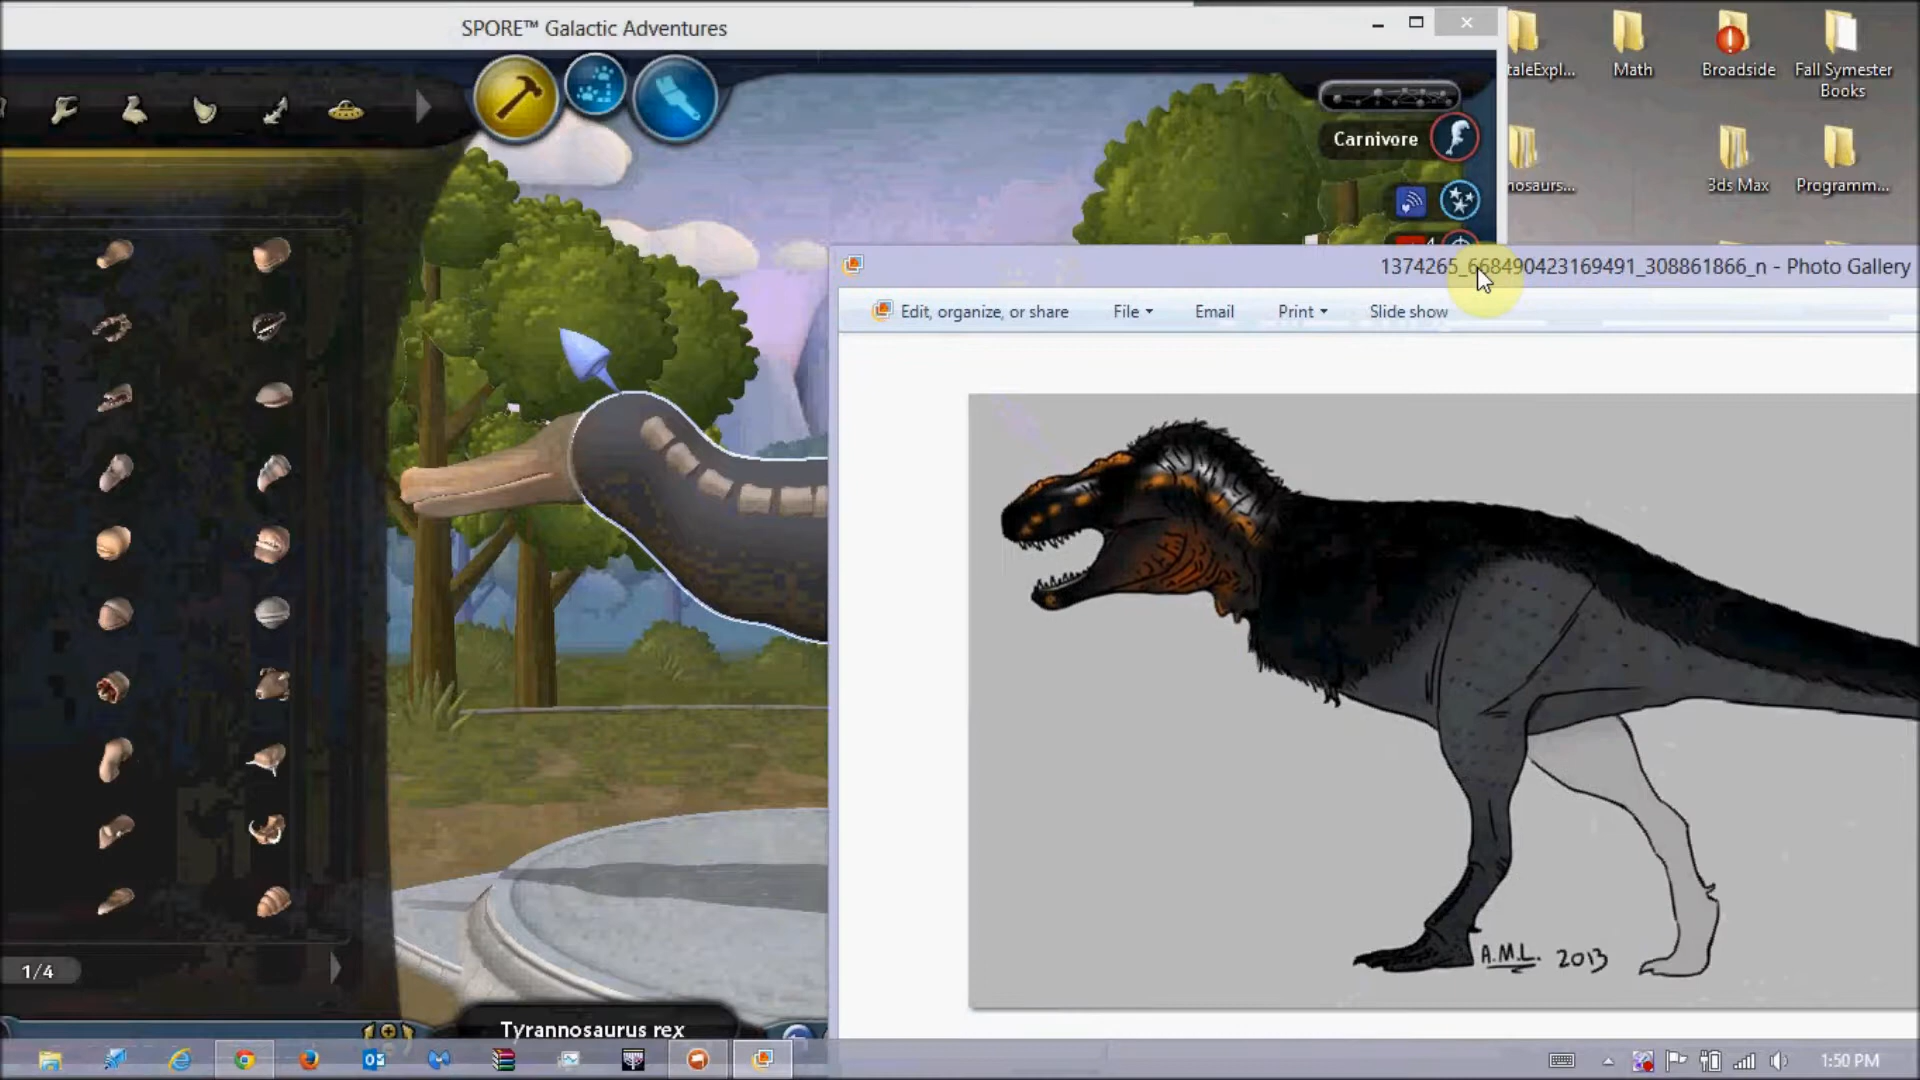 SPORE™ Galactic Adventures
taleExpl...
Math
Broadside
Fall Symester
Books
Carnivore
nosaurs...
3ds Max
Programm...
4
1374265_668490423169491_308861866_n - Photo Gallery
Edit, organize, or share
File
Email
Print
Slide show
A.M.L. 2013
1/4
Tyrannosaurus rex
1:50 PM